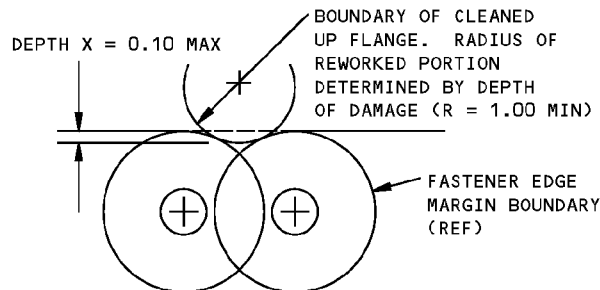 DEPTH X = 0.10 MAX
BOUNDARY OF CLEANED
UP FLANGE. RADIUS OF
REWORKED PORTION
DETERMINED BY DEPTH
OF DAMAGE (R = 1.00 MIN)
FASTENER EDGE
MARGIN BOUNDARY
(REF)